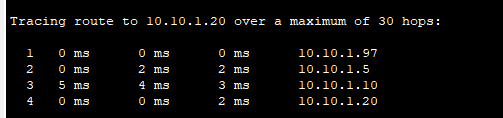 Tracing route to 10.10.1.20 over a maximum of 30 hops:
1 0 ms 0 ms 0 ms 10.10.1.97
2 0 ms 2 ms 2 ms 10.10.1.5
3 5 ms 4 ms 3 ms 10.10.1.10
4 0 ms 0 ms 2 ms 10.10.1.20